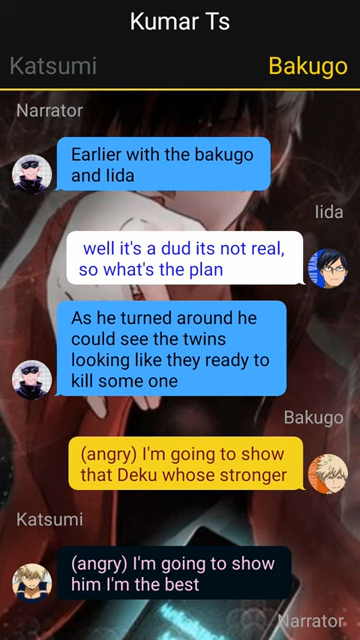 Kumar Ts
Katsumi
Bakugo
Narrator
Earlier with the bakugo
and Iida
Iida
well it's a dud its not real,
so what's the plan
As he turned around he
could see the twins
looking like they ready to
kill some one
Bakugo
(angry) I'm going to show
that Deku whose stronger
Katsumi
(angry) I'm going to show
him I'm the best
Narrator